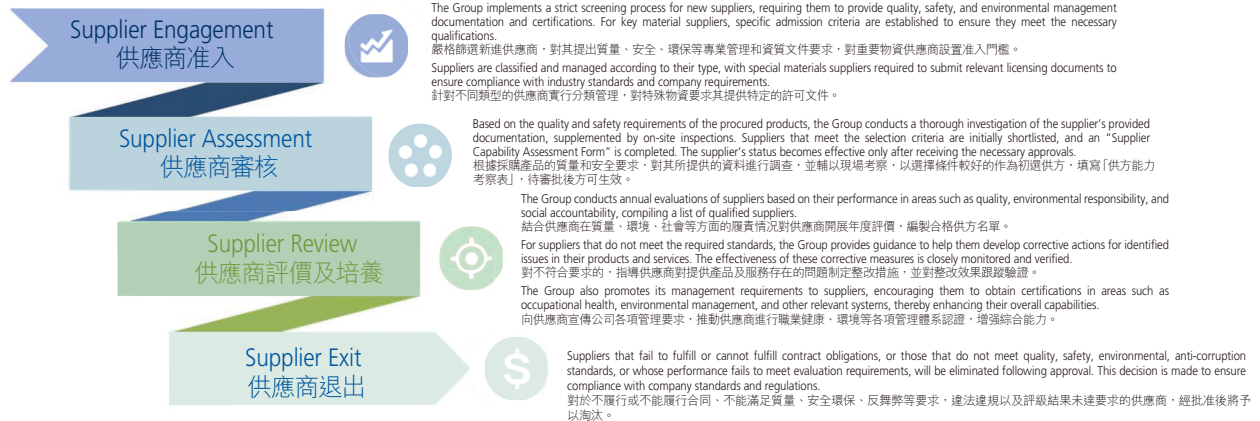 Supplier Engagement
供應商准入
The Group implements a strict screening process for new suppliers, requiring them to provide quality, safety, and environmental management
documentation and certifications. For key material suppliers, specific admission criteria are established to ensure they meet the necessary
qualifications.
嚴格篩選新進供應商，對其提出質量、安全、環保等專業管理和資質文件要求，對重要物資供應商設置准入門檻。
Suppliers are classified and managed according to their type, with special materials suppliers required to submit relevant licensing documents to
ensure compliance with industry standards and company requirements.
針對不同類型的供應商實行分類管理，對特殊物資要求其提供特定的許可文件。
Supplier Assessment
供應商審核
Based on the quality and safety requirements of the procured products, the Group conducts a thorough investigation of the supplier's provided
documentation, supplemented by on-site inspections. Suppliers that meet the selection criteria are initially shortlisted, and an "Supplier
Capability Assessment Form" is completed. The supplier's status becomes effective only after receiving the necessary approvals.
根據採購產品的質量和安全要求，對其所提供的資料進行調查，並輔以現場考察，以選擇條件較好的作為初選供方，填寫「供方能力
考察表」，待審批後方可生效。
Supplier Review
供應商評價及培養
The Group conducts annual evaluations of suppliers based on their performance in areas such as quality, environmental responsibility, and
social accountability, compiling a list of qualified suppliers.
結合供應商在質量、環境、社會等方面的履責情況對供應商開展年度評價，編製合格供方名單。
For suppliers that do not meet the required standards, the Group provides guidance to help them develop corrective actions for identified
issues in their products and services. The effectiveness of these corrective measures is closely monitored and verified.
對不符合要求的，指導供應商對提供產品及服務存在的問題制定整改措施，並對整改效果跟蹤驗證。
The Group also promotes its management requirements to suppliers, encouraging them to obtain certifications in areas such as
occupational health, environmental management, and other relevant systems, thereby enhancing their overall capabilities.
向供應商宣傳公司各項管理要求，推動供應商進行職業健康、環境等各項管理體系認證，增強綜合能力。
Supplier Exit
供應商退出
$
Suppliers that fail to fulfill or cannot fulfill contract obligations, or those that do not meet quality, safety, environmental, anti-corruption
standards, or whose performance fails to meet evaluation requirements, will be eliminated following approval. This decision is made to ensure
compliance with company standards and regulations.
對於不履行或不能履行合同、不能滿足質量、安全環保、反舞弊等要求，違法違規以及評級結果未達要求的供應商，經批准後將予
以淘汰。